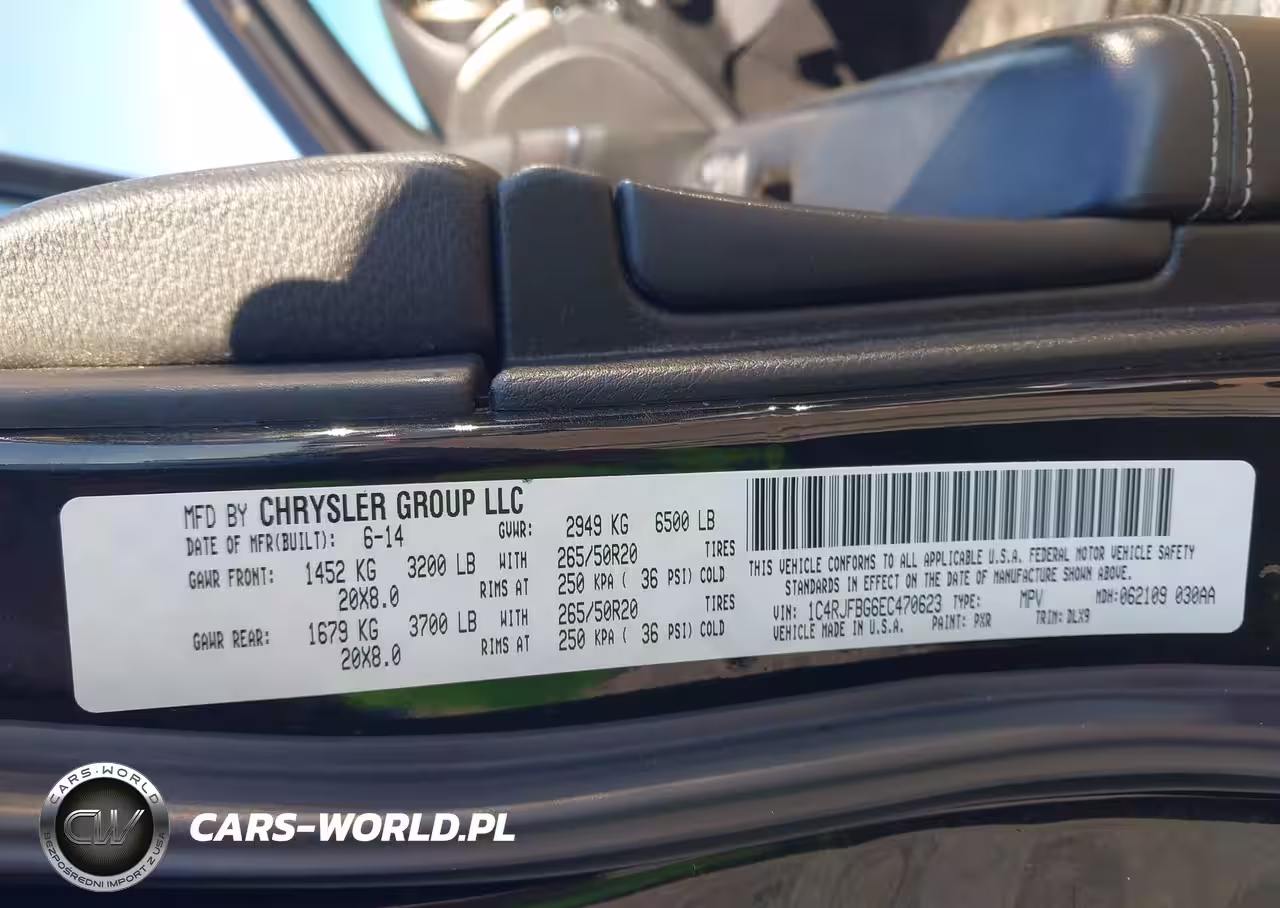 MFD BY CHRYSLER GROUP LLC
DATE OF MFR(BUILT): 6-14 GVWR: 2949 KG 6500 LB
GAWR FRONT: 1452 KG 3200 LB WITH 265/50R20 TIRES
20X8.0 RIMS AT 250 KPA ( 36 PSI) COLD
GAWR REAR: 1679 KG 3700 LB WITH 265/50R20 TIRES
20X8.0 RIMS AT 250 KPA ( 36 PSI) COLD
THIS VEHICLE CONFORMS TO ALL APPLICABLE U.S.A. FEDERAL MOTOR VEHICLE SAFETY
STANDARDS IN EFFECT ON THE DATE OF MANUFACTURE SHOWN ABOVE.
VIN: 1C4RJFBG6EC470623 TYPE: MPV MDH:062109 030AA
VEHICLE MADE IN U.S.A. PAINT: PXR TRIM: DLX9
CARS-WORLD
CW
BEZPOŚREDNI IMPORT Z USA
CARS-WORLD.PL